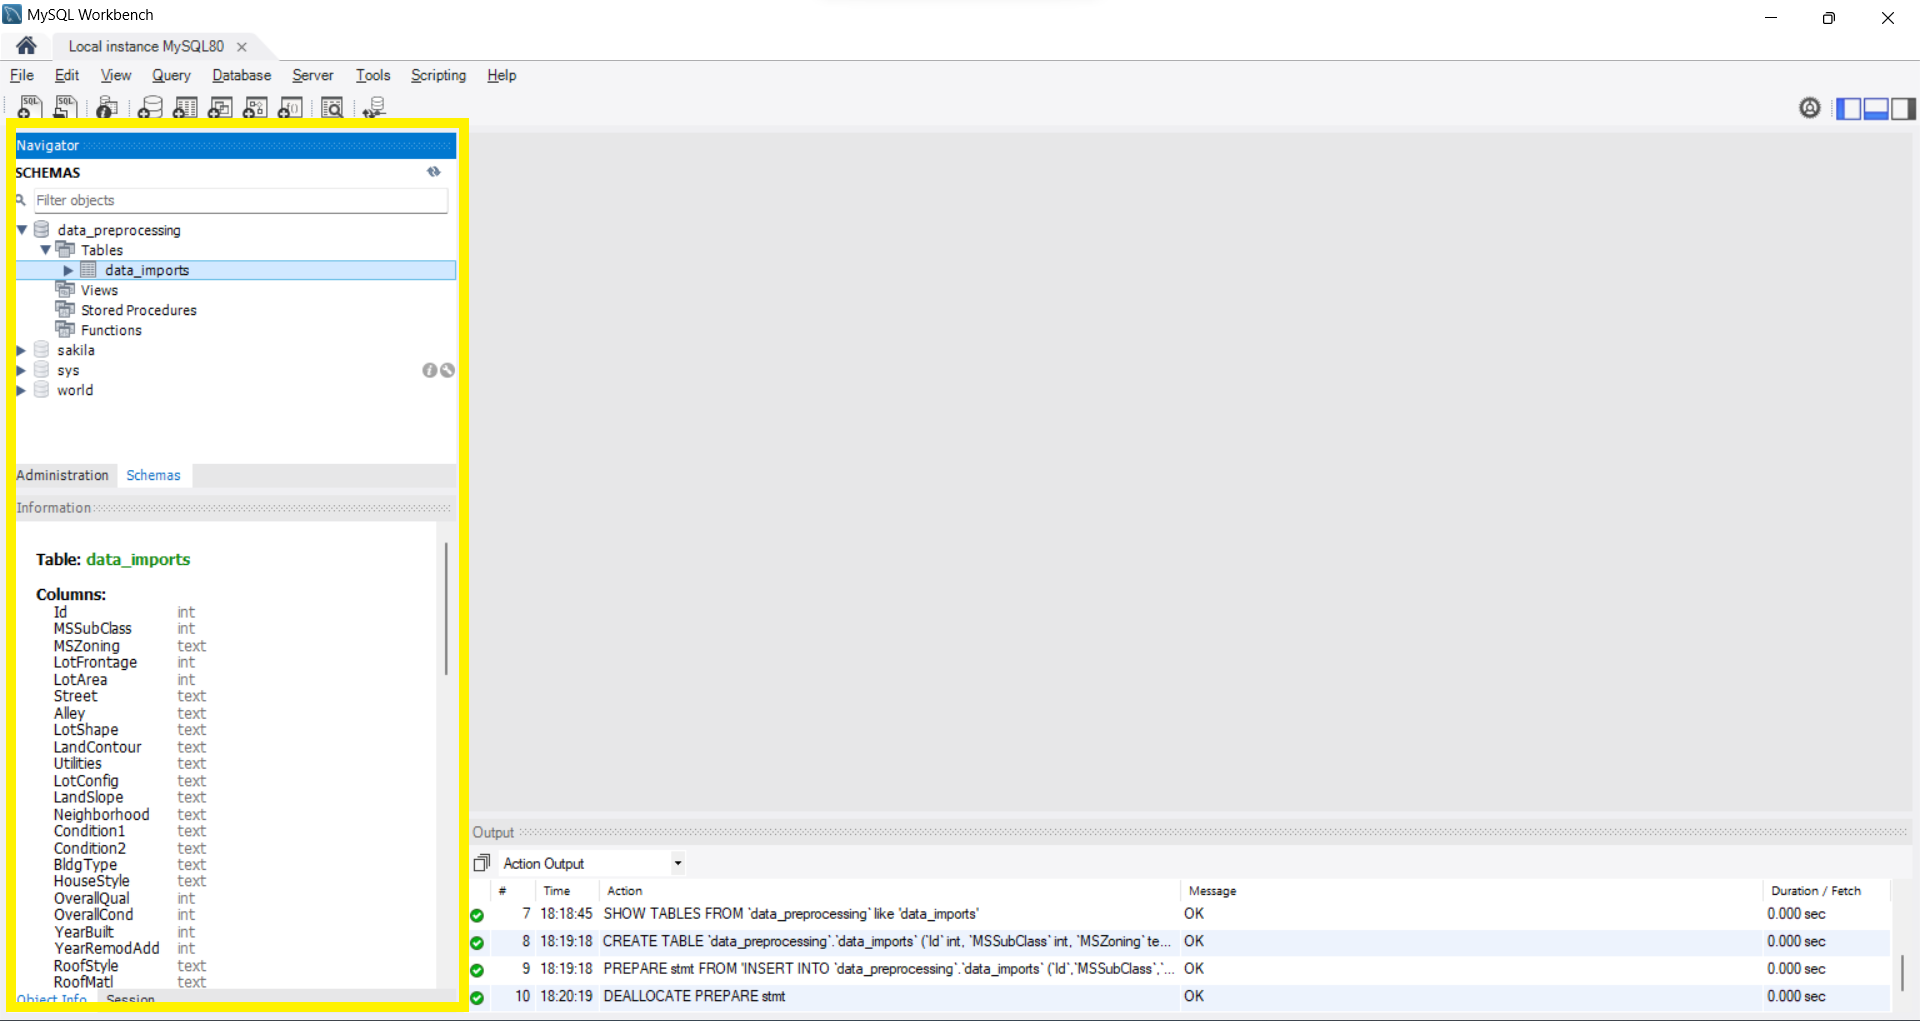 MySQL Workbench
Local instance MySQL80
File Edit View Query Database Server Tools Scripting Help
SQL SQL
Navigator
SCHEMAS
Filter objects
data_preprocessing
Tables
data_imports
Views
Stored Procedures
Functions
sakila
sys
world
Administration Schemas
Information
Table: data_imports
Columns:
Id int
MSSubClass int
MSZoning text
LotFrontage int
LotArea int
Street text
Alley text
LotShape text
LandContour text
Utilities text
LotConfig text
LandSlope text
Neighborhood text
Condition1 text
Condition2 text
BldgType text
HouseStyle text
OverallQual int
OverallCond int
YearBuilt int
YearRemodAdd int
RoofStyle text
RoofMatl text
Object Info Session
Output
Action Output
# Time Action Message Duration / Fetch
7 18:18:45 SHOW TABLES FROM `data_preprocessing` like 'data_imports' OK 0.000 sec
8 18:19:18 CREATE TABLE `data_preprocessing`.`data_imports` (`Id` int, `MSSubClass` int, `MSZoning` te... OK 0.000 sec
9 18:19:18 PREPARE stmt FROM 'INSERT INTO `data_preprocessing`.`data_imports` (`Id`,`MSSubClass`,`... OK 0.000 sec
10 18:20:19 DEALLOCATE PREPARE stmt OK 0.000 sec